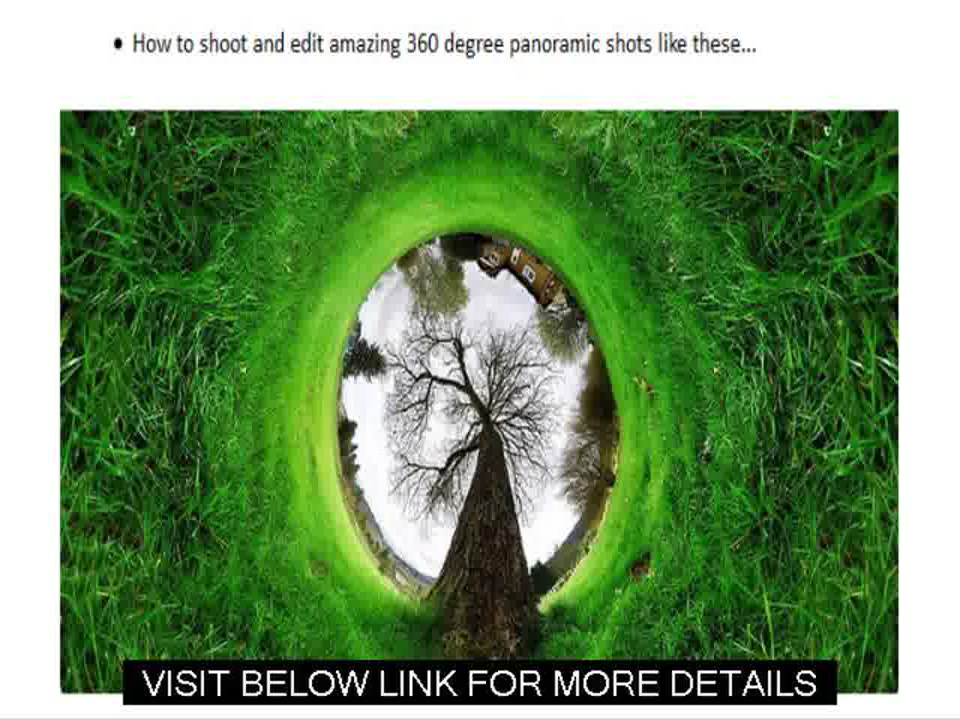 • How to shoot and edit amazing 360 degree panoramic shots like these...
VISIT BELOW LINK FOR MORE DETAILS